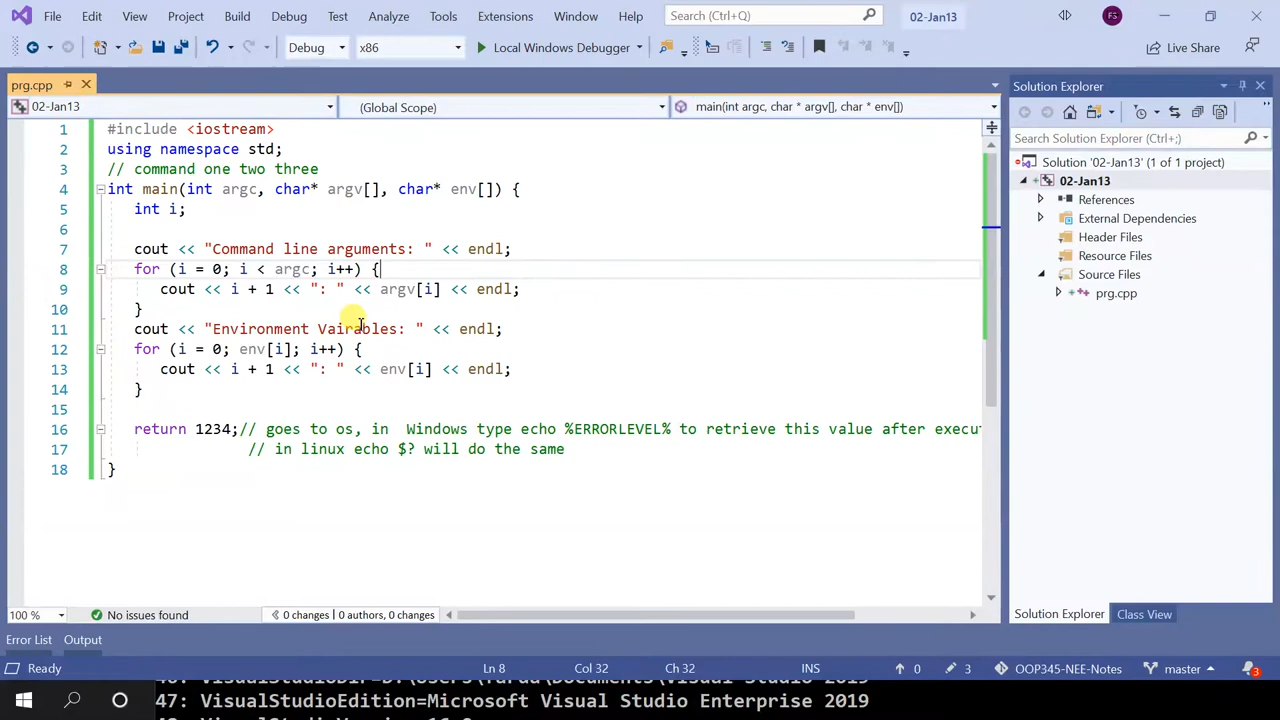 File Edit View Project Build Debug Test Analyze Tools Extensions Window Help Search (Ctrl+Q) 02-Jan13 FS
Debug x86 Local Windows Debugger Live Share
prg.cpp
02-Jan13 (Global Scope) main(int argc, char * argv[], char * env[])
1 #include <iostream>
2 using namespace std;
3 // command one two three
4 int main(int argc, char* argv[], char* env[]) {
5 int i;
6
7 cout << "Command line arguments: " << endl;
8 for (i = 0; i < argc; i++) {
9 cout << i + 1 << ": " << argv[i] << endl;
10 }
11 cout << "Environment Vairables: " << endl;
12 for (i = 0; env[i]; i++) {
13 cout << i + 1 << ": " << env[i] << endl;
14 }
15
16 return 1234;// goes to os, in  Windows type echo %ERRORLEVEL% to retrieve this value after execu
17 // in linux echo $? will do the same
18 }
100 % No issues found 0 changes | 0 authors, 0 changes
Solution Explorer
Search Solution Explorer (Ctrl+;)
Solution '02-Jan13' (1 of 1 project)
02-Jan13
References
External Dependencies
Header Files
Resource Files
Source Files
prg.cpp
Solution Explorer Class View
Error List Output
Ready Ln 8 Col 32 Ch 32 INS 0 3 OOP345-NEE-Notes master 3
47: VisualStudioEdition=Microsoft Visual Studio Enterprise 2019